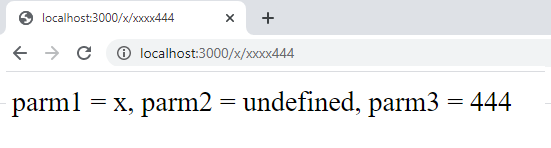 localhost:3000/x/xxxx444
localhost:3000/x/xxxx444
parm1 = x, parm2 = undefined, parm3 = 444